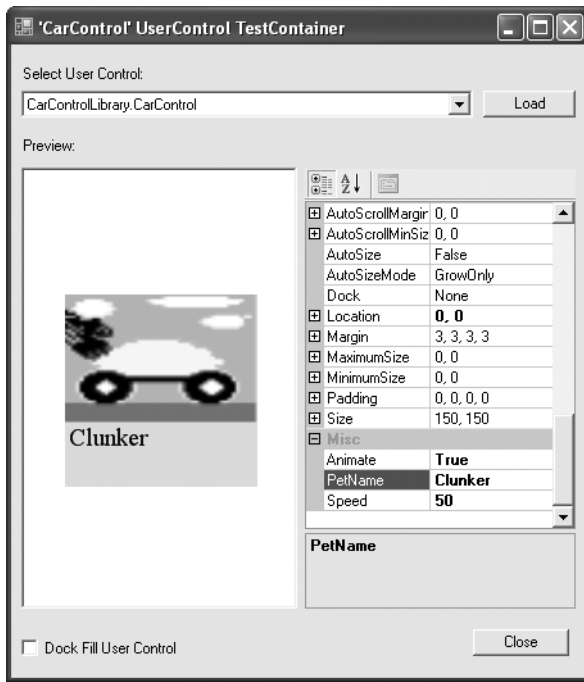 'CarControl' UserControl TestContainer
Select User Control:
CarControlLibrary.CarControl
Load
Preview:
Clunker
AutoScrollMargin 0, 0
AutoScrollMinSiz 0, 0
AutoSize False
AutoSizeMode GrowOnly
Dock None
Location 0, 0
Margin 3, 3, 3, 3
MaximumSize 0, 0
MinimumSize 0, 0
Padding 0, 0, 0, 0
Size 150, 150
Misc
Animate True
PetName Clunker
Speed 50
PetName
Dock Fill User Control
Close